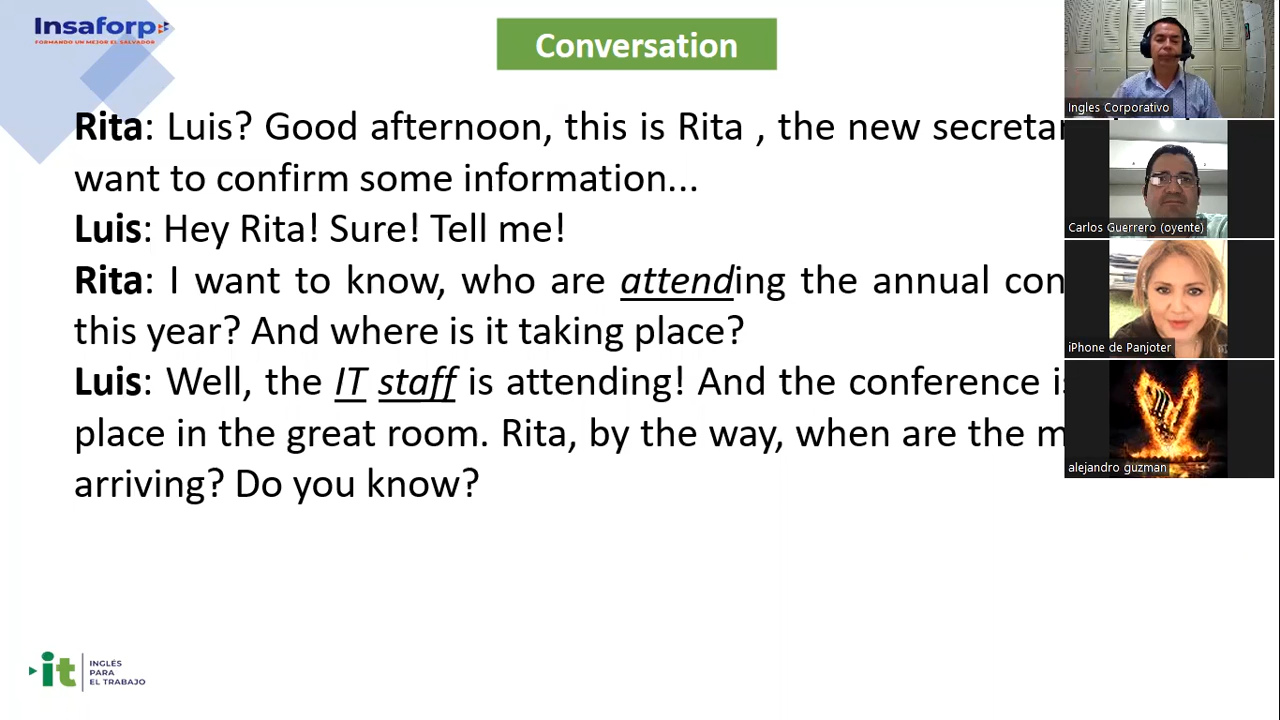 Insaforp
FORMANDO UN MEJOR EL SALVADOR
Conversation
Rita: Luis? Good afternoon, this is Rita , the new
want to confirm some information...
Luis: Hey Rita! Sure! Tell me!
Rita: I want to know, who are attending the annual
this year? And where is it taking place?
Luis: Well, the IT staff is attending! And the conference
place in the great room. Rita, by the way, when are the
arriving? Do you know?
it
INGLÉS
PARA
EL TRABAJO
Ingles Corporativo
Carlos Guerrero (oyente)
iPhone de Panjoter
alejandro guzman